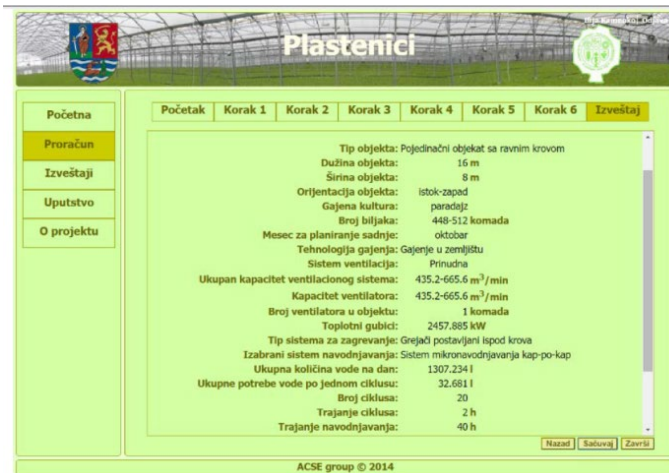 Plastenici
Početna
Proračun
Izveštaji
Uputstvo
O projektu
Početak Korak 1 Korak 2 Korak 3 Korak 4 Korak 5 Korak 6 Izveštaj
Tip objekta: Pojedinačni objekat sa ravnim krovom
Dužina objekta: 16 m
Širina objekta: 8 m
Orijentacija objekta: istok-zapad
Gajena kultura: paradajz
Broj biljaka: 448-512 komada
Mesec za planiranje sadnje: oktobar
Tehnologija gajenja: Gajenje u zemljištu
Sistem ventilacija: Prinudna
Ukupan kapacitet ventilacionog sistema: 435.2-665.6 m³/min
Kapacitet ventilatora: 435.2-665.6 m³/min
Broj ventilatora u objektu: 1 komada
Toplotni gubici: 2457.885 kW
Tip sistema za zagrevanje: Grejači postavljani ispod krova
Izabrani sistem navodnjavanja: Sistem mikronavodnjavanja kap-po-kap
Ukupna količina vode na dan: 1307.234 l
Ukupne potrebe vode po jednom ciklusu: 32.681 l
Broj ciklusa: 20
Trajanje ciklusa: 2 h
Trajanje navodnjavanja: 40 h
Nazad Sačuvaj Završi
ACSE group © 2014